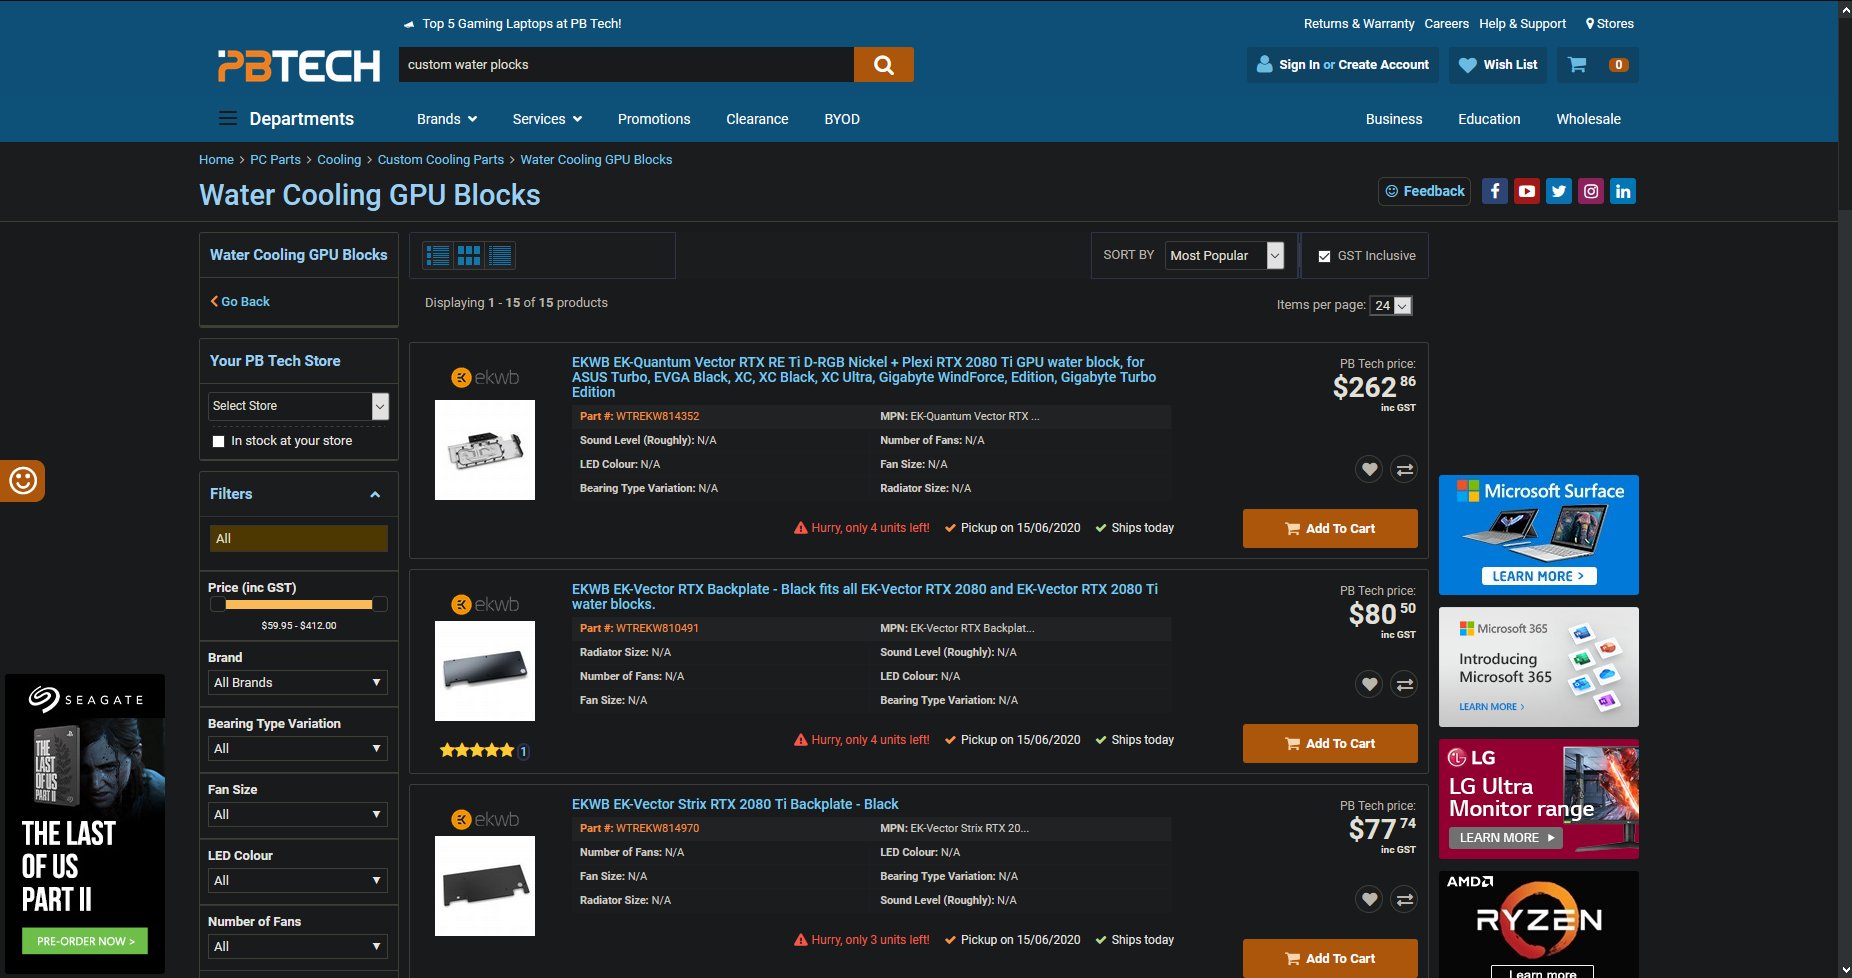 Top 5 Gaming Laptops at PB Tech!
Returns & Warranty Careers Help & Support Stores
PBTECH
custom water plocks
Sign In or Create Account
Wish List
0
Departments
Brands Services Promotions Clearance BYOD
Business Education Wholesale
Home > PC Parts > Cooling > Custom Cooling Parts > Water Cooling GPU Blocks
Water Cooling GPU Blocks
Feedback
Water Cooling GPU Blocks
Go Back
Your PB Tech Store
Select Store
In stock at your store
Filters
All
Price (inc GST)
$59.95 - $412.00
Brand
All Brands
Bearing Type Variation
All
Fan Size
All
LED Colour
All
Number of Fans
All
SORT BY Most Popular
GST Inclusive
Displaying 1 - 15 of 15 products
Items per page: 24
ekwb
EKWB EK-Quantum Vector RTX RE Ti D-RGB Nickel + Plexi RTX 2080 Ti GPU water block, for
ASUS Turbo, EVGA Black, XC, XC Black, XC Ultra, Gigabyte WindForce, Edition, Gigabyte Turbo
Edition
Part #: WTREKW814352 MPN: EK-Quantum Vector RTX ...
Sound Level (Roughly): N/A Number of Fans: N/A
LED Colour: N/A Fan Size: N/A
Bearing Type Variation: N/A Radiator Size: N/A
Hurry, only 4 units left! Pickup on 15/06/2020 Ships today
PB Tech price:
$262 86
inc GST
Add To Cart
ekwb
EKWB EK-Vector RTX Backplate - Black fits all EK-Vector RTX 2080 and EK-Vector RTX 2080 Ti
water blocks.
Part #: WTREKW810491 MPN: EK-Vector RTX Backplat...
Radiator Size: N/A Sound Level (Roughly): N/A
Number of Fans: N/A LED Colour: N/A
Fan Size: N/A Bearing Type Variation: N/A
1
Hurry, only 4 units left! Pickup on 15/06/2020 Ships today
PB Tech price:
$80 50
inc GST
Add To Cart
ekwb
EKWB EK-Vector Strix RTX 2080 Ti Backplate - Black
Part #: WTREKW814970 MPN: EK-Vector Strix RTX 20...
Number of Fans: N/A LED Colour: N/A
Fan Size: N/A Bearing Type Variation: N/A
Radiator Size: N/A Sound Level (Roughly): N/A
Hurry, only 3 units left! Pickup on 15/06/2020 Ships today
PB Tech price:
$77 74
inc GST
Add To Cart
SEAGATE
THE LAST
OF US
PART II
THE LAST
OF US
PART II
PRE-ORDER NOW >
Microsoft Surface
LEARN MORE >
Microsoft 365
Introducing
Microsoft 365
LEARN MORE >
LG
LG Ultra
Monitor range
LEARN MORE
AMD
RYZEN
Learn more